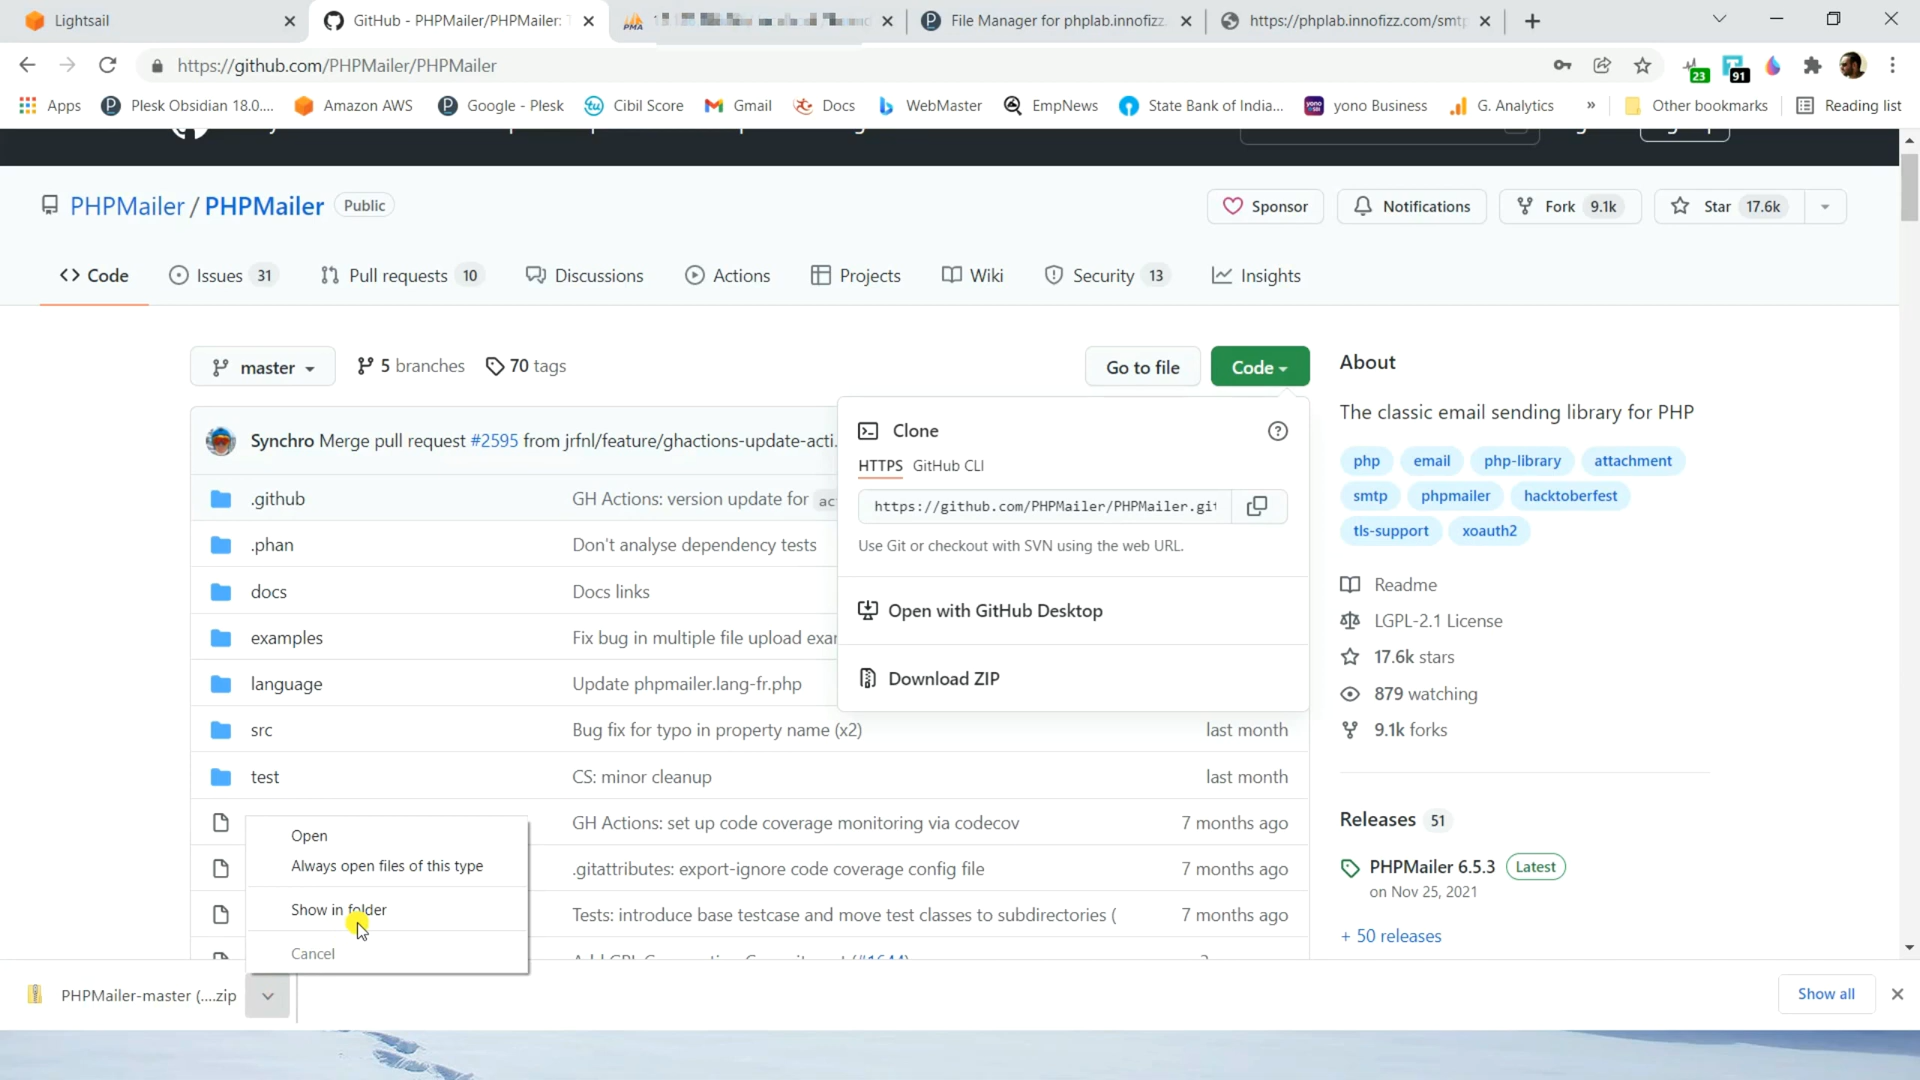 Lightsail
GitHub - PHPMailer/PHPMailer: T
File Manager for phplab.innofizz.
https://phplab.innofizz.com/smtp
https://github.com/PHPMailer/PHPMailer
23
91
Apps
Plesk Obsidian 18.0....
Amazon AWS
Google - Plesk
Cibil Score
Gmail
Docs
WebMaster
EmpNews
State Bank of India...
yono Business
G. Analytics
»
Other bookmarks
Reading list
PHPMailer / PHPMailer
Public
Sponsor
Notifications
Fork 9.1k
Star 17.6k
Code
Issues 31
Pull requests 10
Discussions
Actions
Projects
Wiki
Security 13
Insights
master
5 branches
70 tags
Go to file
Code
Synchro Merge pull request #2595 from jrfnl/feature/ghactions-update-acti...
.github
GH Actions: version update for ac
.phan
Don't analyse dependency tests
docs
Docs links
examples
Fix bug in multiple file upload exar
language
Update phpmailer.lang-fr.php
src
Bug fix for typo in property name (x2)
last month
test
CS: minor cleanup
last month
GH Actions: set up code coverage monitoring via codecov
7 months ago
.gitattributes: export-ignore code coverage config file
7 months ago
Tests: introduce base testcase and move test classes to subdirectories (
7 months ago
Clone
HTTPS
GitHub CLI
https://github.com/PHPMailer/PHPMailer.git
Use Git or checkout with SVN using the web URL.
Open with GitHub Desktop
Download ZIP
About
The classic email sending library for PHP
php
email
php-library
attachment
smtp
phpmailer
hacktoberfest
tls-support
xoauth2
Readme
LGPL-2.1 License
17.6k stars
879 watching
9.1k forks
Releases 51
PHPMailer 6.5.3
Latest
on Nov 25, 2021
+ 50 releases
Open
Always open files of this type
Show in folder
Cancel
PHPMailer-master (....zip
Show all